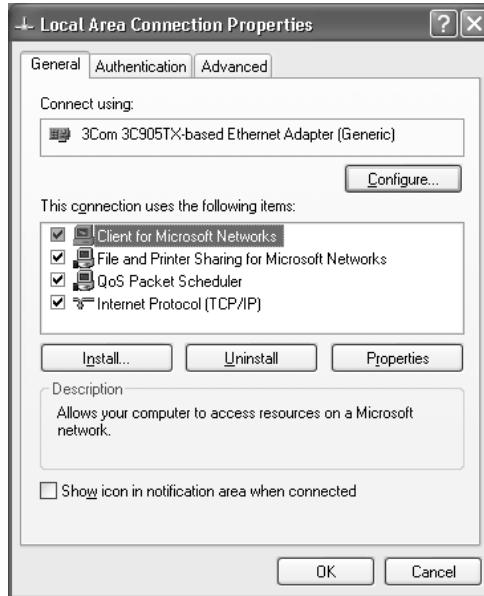 Local Area Connection Properties
General Authentication Advanced
Connect using:
3Com 3C905TX-based Ethernet Adapter (Generic)
Configure...
This connection uses the following items:
Client for Microsoft Networks
File and Printer Sharing for Microsoft Networks
QoS Packet Scheduler
Internet Protocol (TCP/IP)
Install... Uninstall Properties
Description
Allows your computer to access resources on a Microsoft
network.
Show icon in notification area when connected
OK Cancel